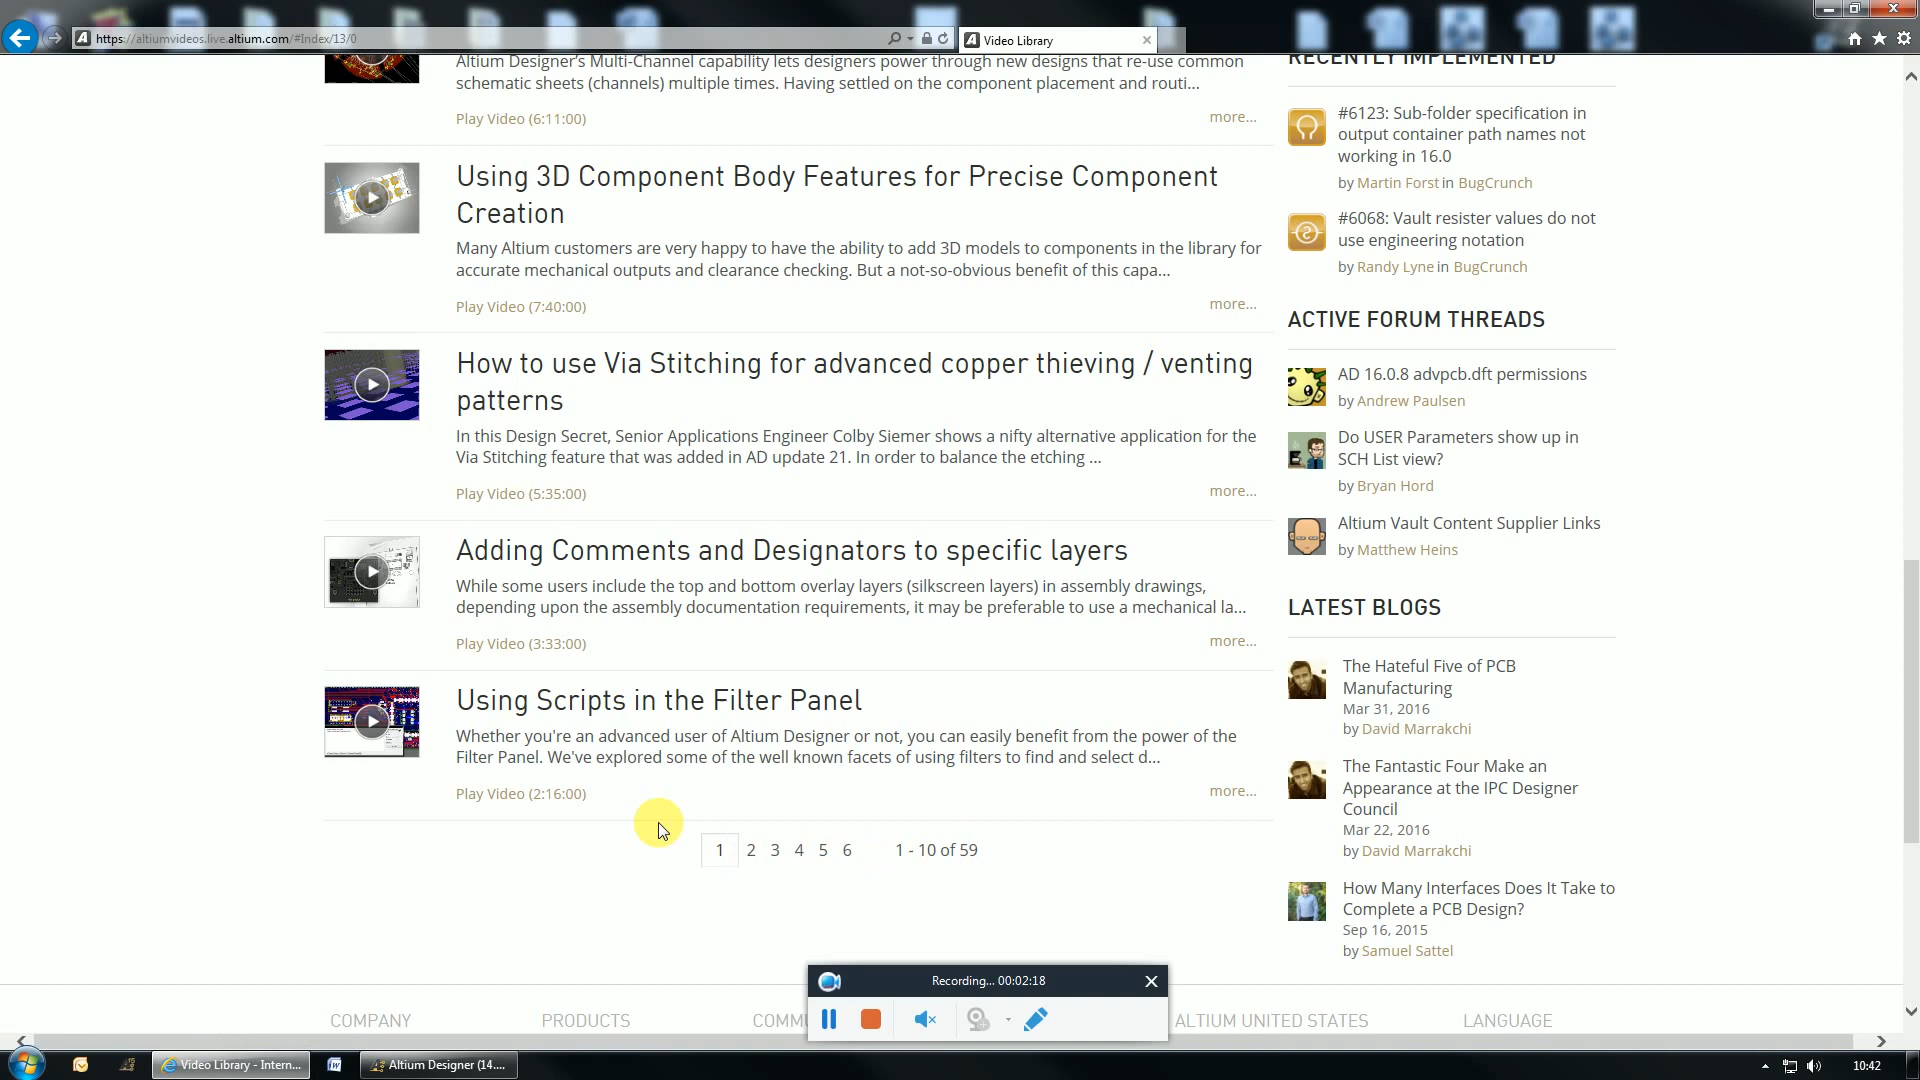 https://altiumvideos.live.altium.com/#Index/13/0
Video Library
Altium Designer's Multi-Channel capability lets designers power through new designs that re-use common
schematic sheets (channels) multiple times. Having settled on the component placement and routi...
Play Video (6:11:00)
more...
Using 3D Component Body Features for Precise Component
Creation
Many Altium customers are very happy to have the ability to add 3D models to components in the library for
accurate mechanical outputs and clearance checking. But a not-so-obvious benefit of this capa...
Play Video (7:40:00)
more...
How to use Via Stitching for advanced copper thieving / venting
patterns
In this Design Secret, Senior Applications Engineer Colby Siemer shows a nifty alternative application for the
Via Stitching feature that was added in AD update 21. In order to balance the etching ...
Play Video (5:35:00)
more...
Adding Comments and Designators to specific layers
While some users include the top and bottom overlay layers (silkscreen layers) in assembly drawings,
depending upon the assembly documentation requirements, it may be preferable to use a mechanical la...
Play Video (3:33:00)
more...
Using Scripts in the Filter Panel
Whether you're an advanced user of Altium Designer or not, you can easily benefit from the power of the
Filter Panel. We've explored some of the well known facets of using filters to find and select d...
Play Video (2:16:00)
more...
1 2 3 4 5 6 1 - 10 of 59
RECENTLY IMPLEMENTED
#6123: Sub-folder specification in
output container path names not
working in 16.0
by Martin Forst in BugCrunch
#6068: Vault resister values do not
use engineering notation
by Randy Lyne in BugCrunch
ACTIVE FORUM THREADS
AD 16.0.8 advpcb.dft permissions
by Andrew Paulsen
Do USER Parameters show up in
SCH List view?
by Bryan Hord
Altium Vault Content Supplier Links
by Matthew Heins
LATEST BLOGS
The Hateful Five of PCB
Manufacturing
Mar 31, 2016
by David Marrakchi
The Fantastic Four Make an
Appearance at the IPC Designer
Council
Mar 22, 2016
by David Marrakchi
How Many Interfaces Does It Take to
Complete a PCB Design?
Sep 16, 2015
by Samuel Sattel
Recording... 00:02:18
COMPANY PRODUCTS COMMU ALTIUM UNITED STATES LANGUAGE
Video Library - Intern...
Altium Designer (14....
10:42